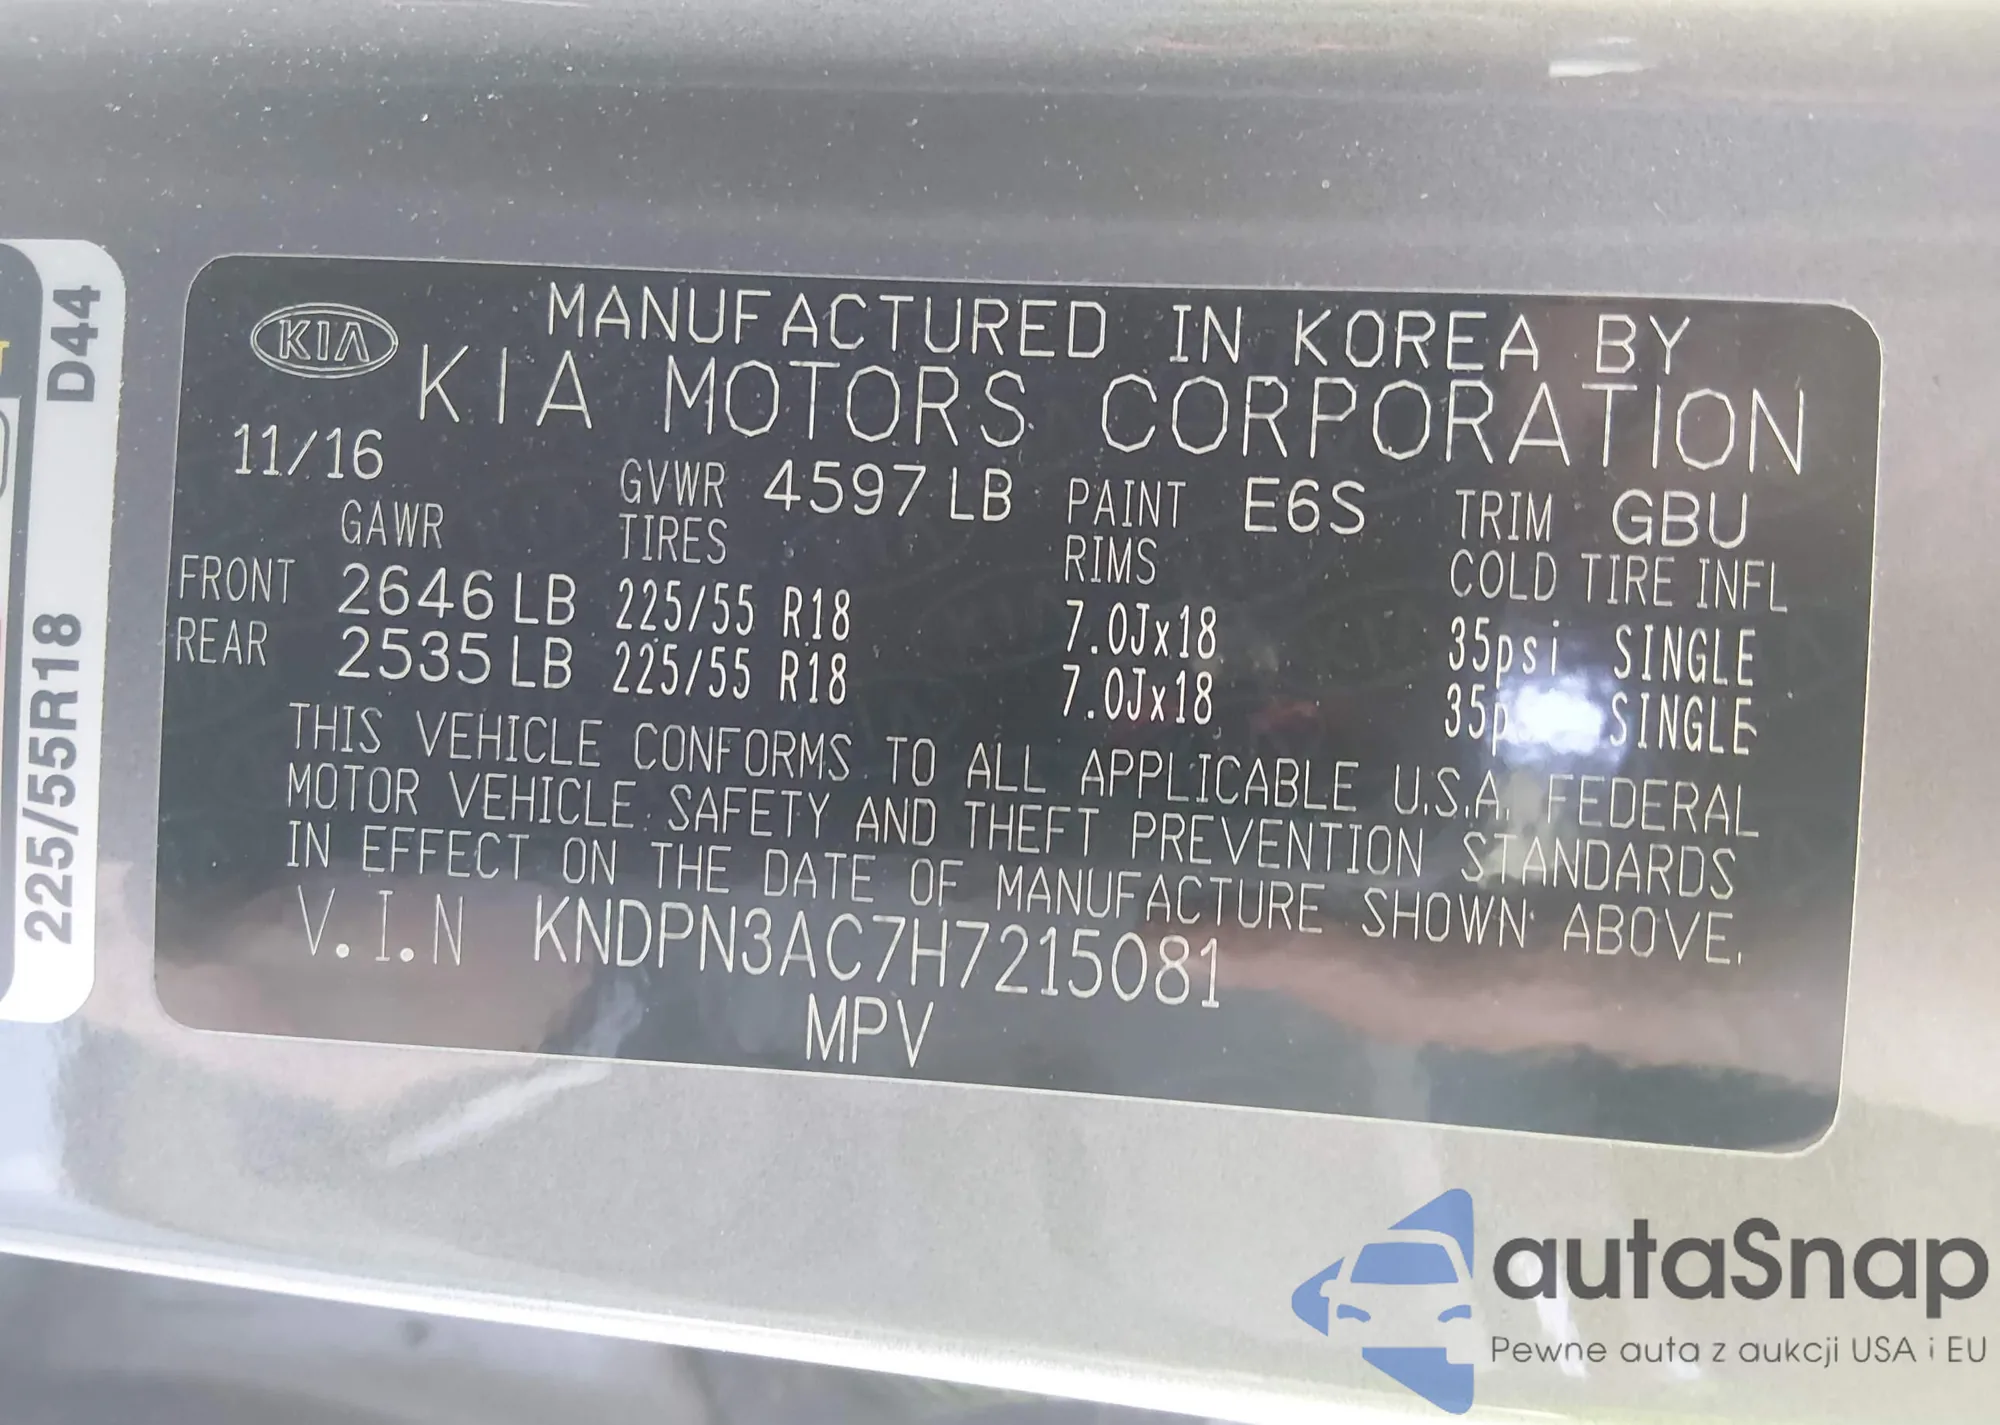 KIA
MANUFACTURED IN KOREA BY
KIA MOTORS CORPORATION
11/16
GVWR 4597 LB PAINT E6S TRIM GBU
GAWR TIRES RIMS COLD TIRE INFL
FRONT 2646 LB 225/55 R18 7.0Jx18 35psi SINGLE
REAR 2535 LB 225/55 R18 7.0Jx18 SINGLE
THIS VEHICLE CONFORMS TO ALL APPLICABLE U.S.A. FEDERAL
MOTOR VEHICLE SAFETY AND THEFT PREVENTION STANDARDS
IN EFFECT ON THE DATE OF MANUFACTURE SHOWN ABOVE.
V.I.N KNDPN3AC7H7215081
MPV
225/55R18 D44
autaSnap
Pewne auta z aukcji USA i EU